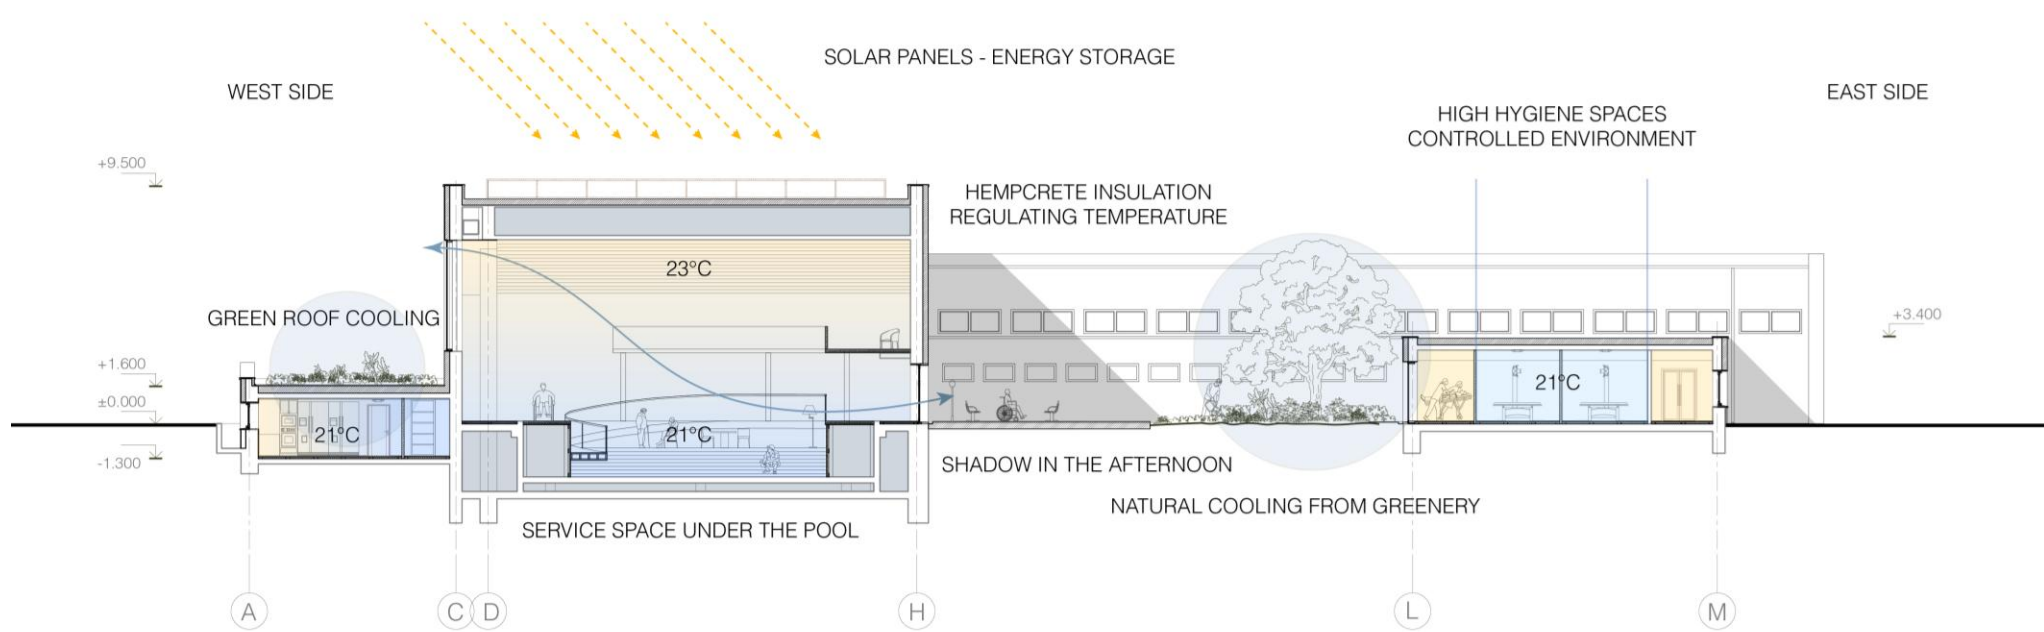 SOLAR PANELS - ENERGY STORAGE
WEST SIDE
EAST SIDE
HIGH HYGIENE SPACES
CONTROLLED ENVIRONMENT
+9.500
HEMPCRETE INSULATION
REGULATING TEMPERATURE
23°C
GREEN ROOF COOLING
+3.400
+1.600
±0.000
21°C
21°C
21°C
-1.300
SHADOW IN THE AFTERNOON
NATURAL COOLING FROM GREENERY
SERVICE SPACE UNDER THE POOL
A
C
D
H
L
M